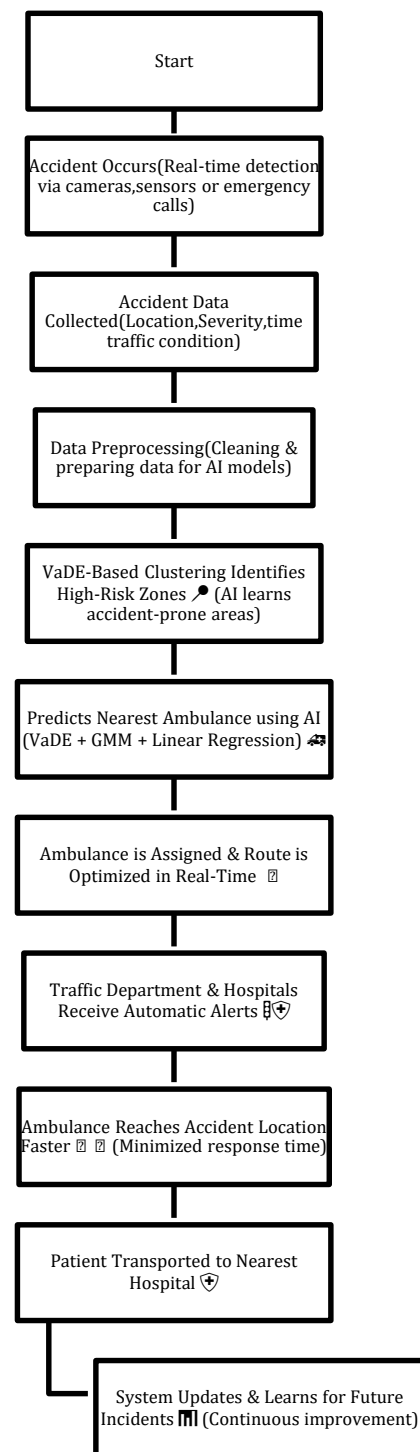 Start
Accident Occurs(Real-time detection
via cameras,sensors or emergency
calls)
Accident Data
Collected(Location,Severity,time
traffic condition)
Data Preprocessing(Cleaning &
preparing data for AI models)
VaDE-Based Clustering Identifies
High-Risk Zones (AI learns
accident-prone areas)
Predicts Nearest Ambulance using AI
(VaDE + GMM + Linear Regression)
Ambulance is Assigned & Route is
Optimized in Real-Time
Traffic Department & Hospitals
Receive Automatic Alerts
Ambulance Reaches Accident Location
Faster (Minimized response time)
Patient Transported to Nearest
Hospital
System Updates & Learns for Future
Incidents (Continuous improvement)